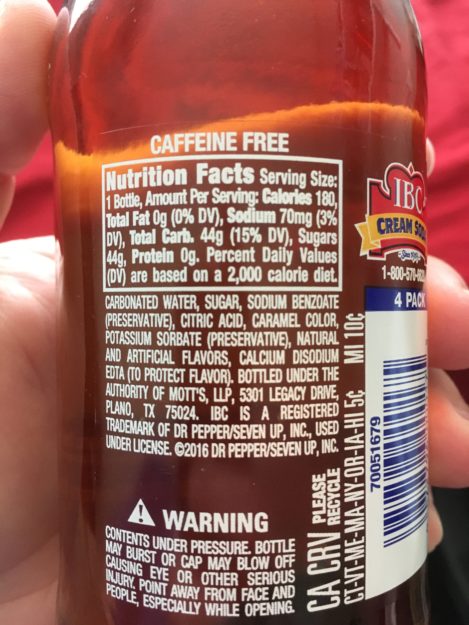 CAFFEINE FREE
Nutrition Facts Serving Size:
1 Bottle, Amount Per Serving: Calories 180,
Total Fat 0g (0% DV), Sodium 70mg (3%
DV), Total Carb. 44g (15% DV), Sugars
44g, Protein 0g. Percent Daily Values
(DV) are based on a 2,000 calorie diet.
CARBONATED WATER, SUGAR, SODIUM BENZOATE
(PRESERVATIVE), CITRIC ACID, CARAMEL COLOR,
POTASSIUM SORBATE (PRESERVATIVE), NATURAL
AND ARTIFICIAL FLAVORS, CALCIUM DISODIUM
EDTA (TO PROTECT FLAVOR). BOTTLED UNDER THE
AUTHORITY OF MOTT'S, LLP, 5301 LEGACY DRIVE,
PLANO, TX 75024. IBC IS A REGISTERED
TRADEMARK OF DR PEPPER/SEVEN UP, INC., USED
UNDER LICENSE. ©2016 DR PEPPER/SEVEN UP, INC.
WARNING
CONTENTS UNDER PRESSURE. BOTTLE
MAY BURST OR CAP MAY BLOW OFF
CAUSING EYE OR OTHER SERIOUS
INJURY. POINT AWAY FROM FACE AND
PEOPLE, ESPECIALLY WHILE OPENING.
CA CRV PLEASE
RECYCLE
CT-VT-ME-MA-NY-OR-IA-HI 5¢ MI 10¢
IBC
CREAM
Since 1919
1-800-570
4 PACK
70051679